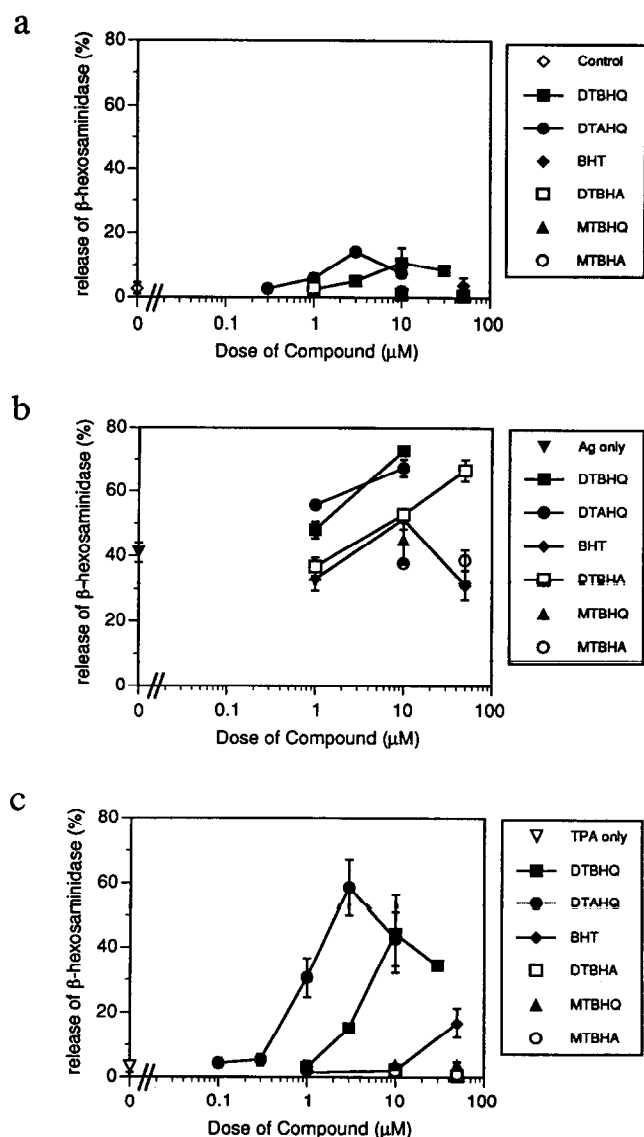 a
80
60
40
20
0
release of β-hexosaminidase (%)
0
0.1
1
10
100
Dose of Compound (μM)
Control
DTBHQ
DTAHQ
BHT
DTBHA
MTBHQ
MTBHA
b
80
60
40
20
0
release of β-hexosaminidase (%)
0
0.1
1
10
100
Dose of Compound (μM)
Ag only
DTBHQ
DTAHQ
BHT
DTBHA
MTBHQ
MTBHA
c
80
60
40
20
0
release of β-hexosaminidase (%)
0
0.1
1
10
100
Dose of Compound (μM)
TPA only
DTBHQ
DTAHQ
BHT
DTBHA
MTBHQ
MTBHA